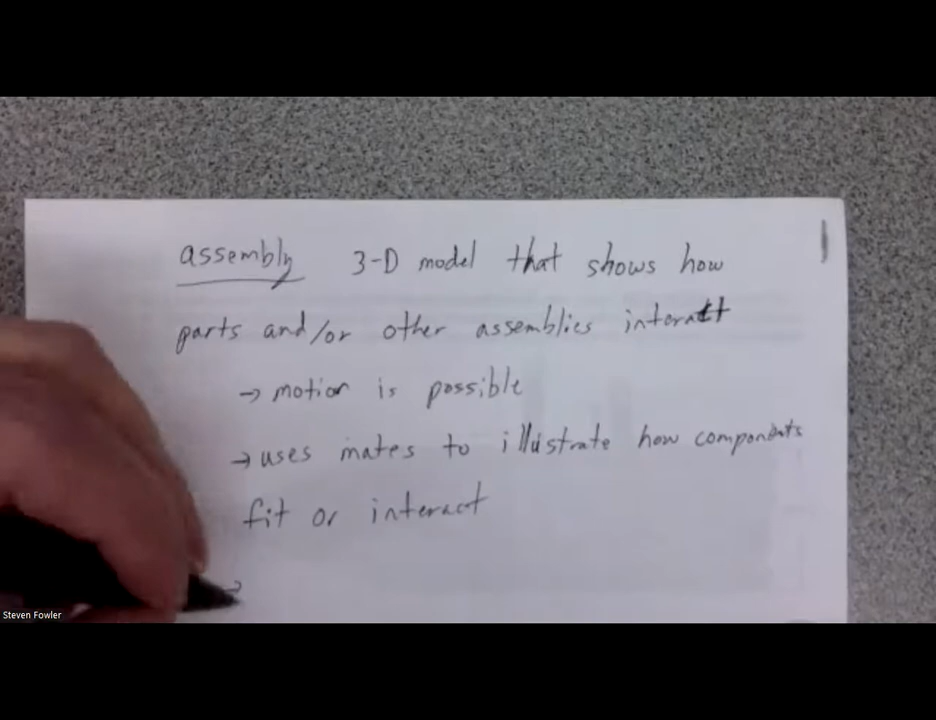 assembly 3-D model that shows how
parts and/or other assemblies interact
→ motion is possible
→ uses mates to illustrate how components
fit or interact
→
Steven Fowler